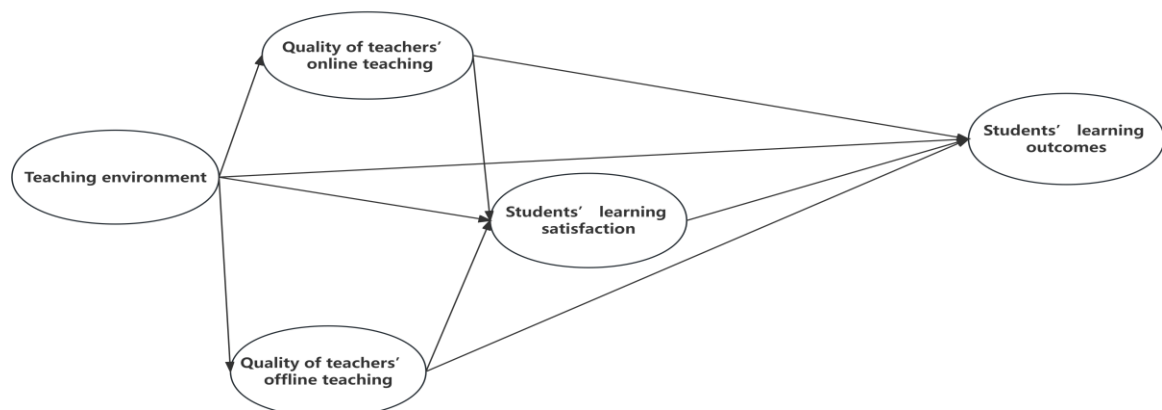 Quality of teachers’
online teaching
Students’ learning
outcomes
Teaching environment
Students’ learning
satisfaction
Quality of teachers’
offline teaching